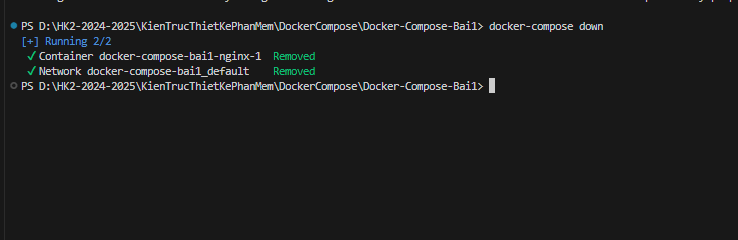 PS D:\HK2-2024-2025\KienTrucThietKePhanMem\DockerCompose\Docker-Compose-Bai1> docker-compose down
[+] Running 2/2
✓Container docker-compose-bai1-nginx-1 Removed
✓Network docker-compose-bai1_default Removed
PS D:\HK2-2024-2025\KienTrucThietKePhanMem\DockerCompose\Docker-Compose-Bai1>